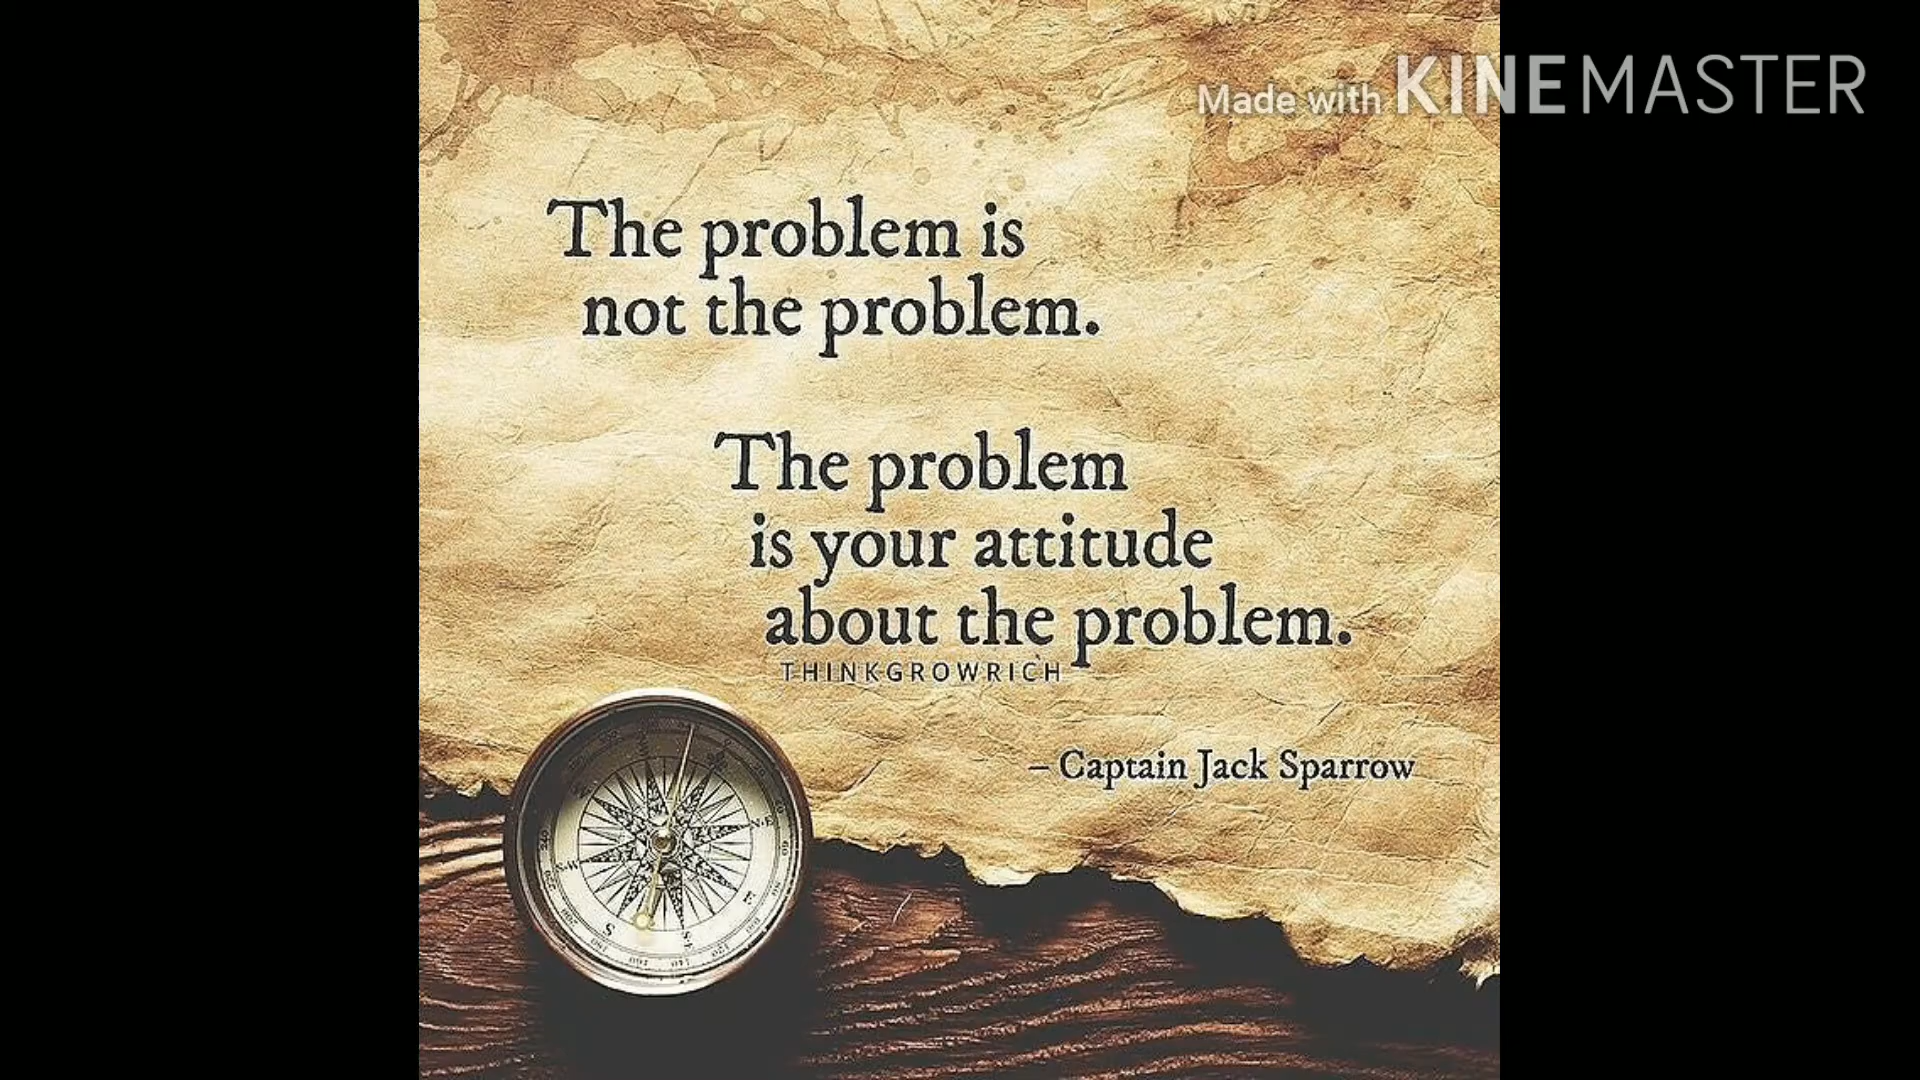 Made with KINEMASTER
The problem is
not the problem.
The problem
is your attitude
about the problem.
THINKGROWRICH
– Captain Jack Sparrow